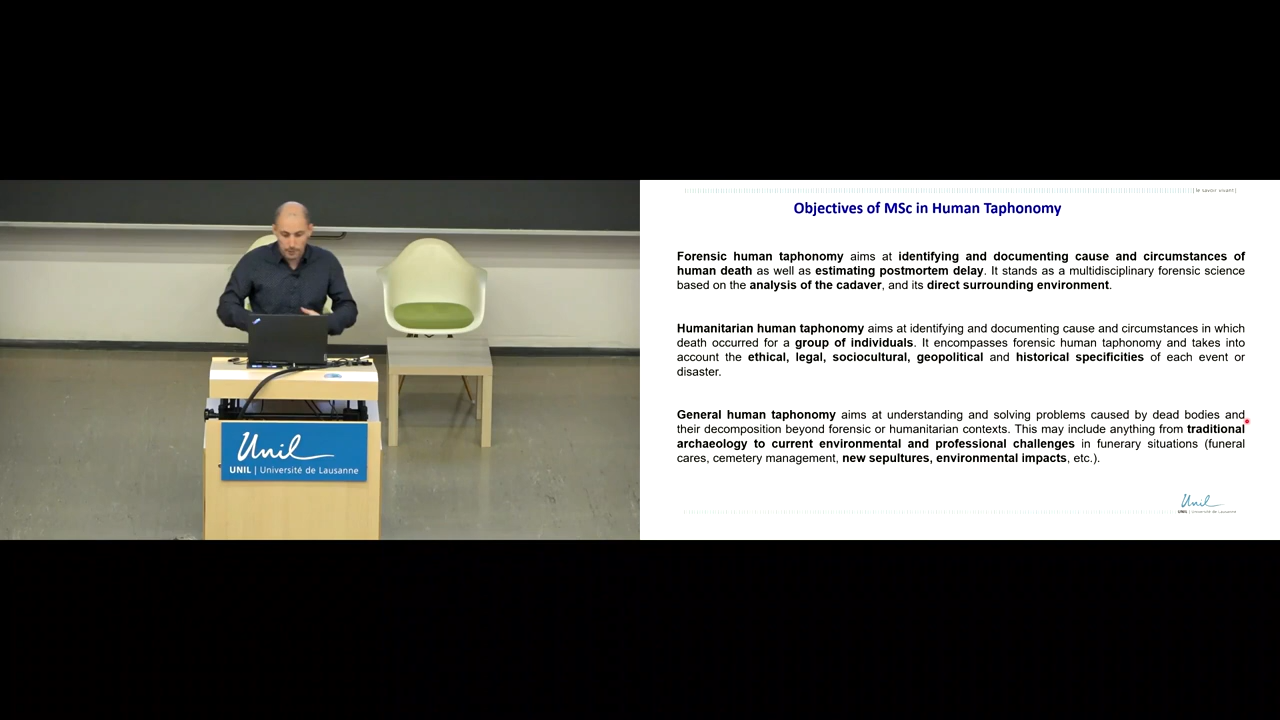 Unil
UNIL | Université de Lausanne
| le savoir vivant |
Objectives of MSc in Human Taphonomy
Forensic human taphonomy aims at identifying and documenting cause and circumstances of
human death as well as estimating postmortem delay. It stands as a multidisciplinary forensic science
based on the analysis of the cadaver, and its direct surrounding environment.
Humanitarian human taphonomy aims at identifying and documenting cause and circumstances in which
death occurred for a group of individuals. It encompasses forensic human taphonomy and takes into
account the ethical, legal, sociocultural, geopolitical and historical specificities of each event or
disaster.
General human taphonomy aims at understanding and solving problems caused by dead bodies and
their decomposition beyond forensic or humanitarian contexts. This may include anything from traditional
archaeology to current environmental and professional challenges in funerary situations (funeral
cares, cemetery management, new sepultures, environmental impacts, etc.).
Unil
UNIL | Université de Lausanne